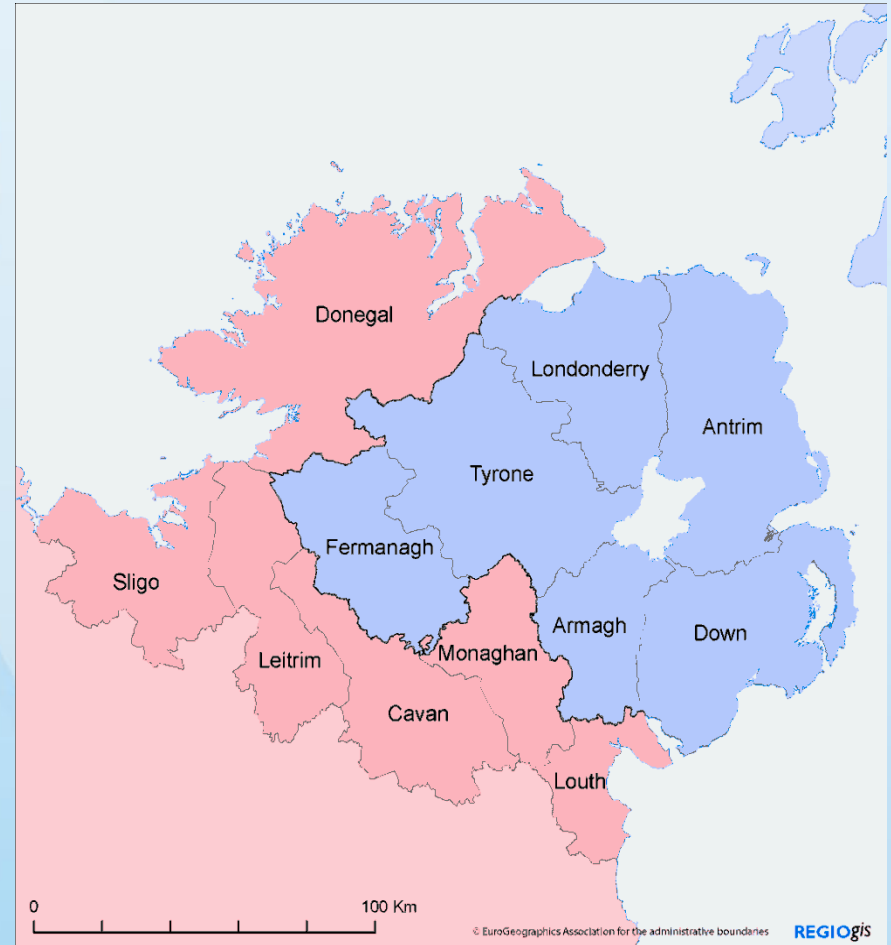 Donegal
Londonderry
Antrim
Tyrone
Fermanagh
Sligo
Armagh
Down
Leitrim
Monaghan
Cavan
Louth
0 100 Km
© EuroGeographics Association for the administrative boundaries
REGIOgis